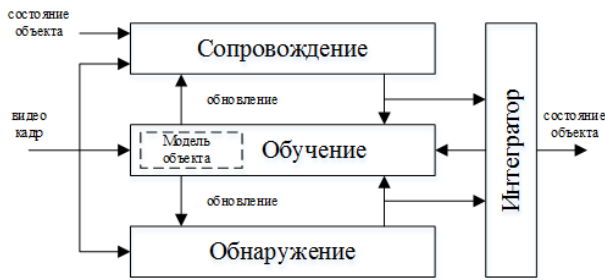 состояние
объекта
Сопровождение
обновление
видео
кадр
Модель
объекта
Обучение
Интегратор
состояние
объекта
обновление
Обнаружение